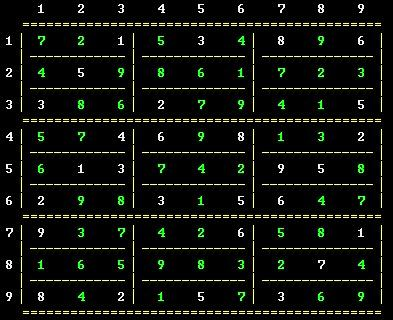 1 2 3 4 5 6 7 8 9
1 7 2 1 5 3 4 8 9 6
2 4 5 9 8 6 1 7 2 3
3 3 8 6 2 7 9 4 1 5
4 5 7 4 6 9 8 1 3 2
5 6 1 3 7 4 2 9 5 8
6 2 9 8 3 1 5 6 4 7
7 9 3 7 4 2 6 5 8 1
8 1 6 5 9 8 3 2 7 4
9 8 4 2 1 5 7 3 6 9